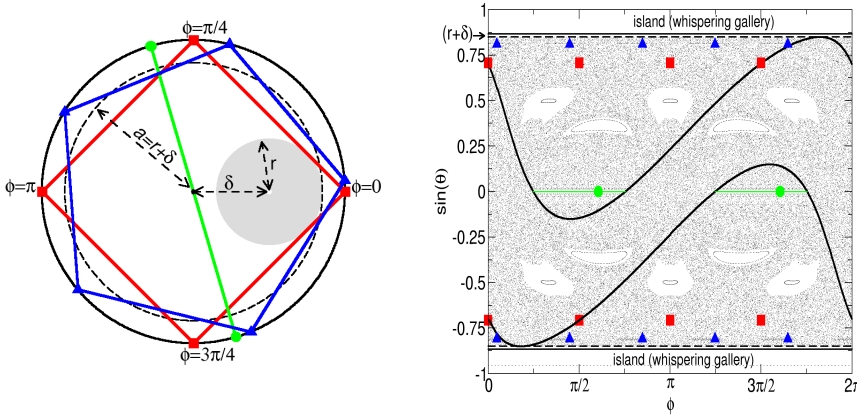 ϕ=π/4
a=r+δ
r
δ
ϕ=π
ϕ=0
ϕ=3π/4
1
island (whispering gallery)
(r+δ)
0.75
0.5
0.25
0
-0.25
-0.5
-0.75
-1
sin(θ)
island (whispering gallery)
0
π/2
π
3π/2
2π
ϕ